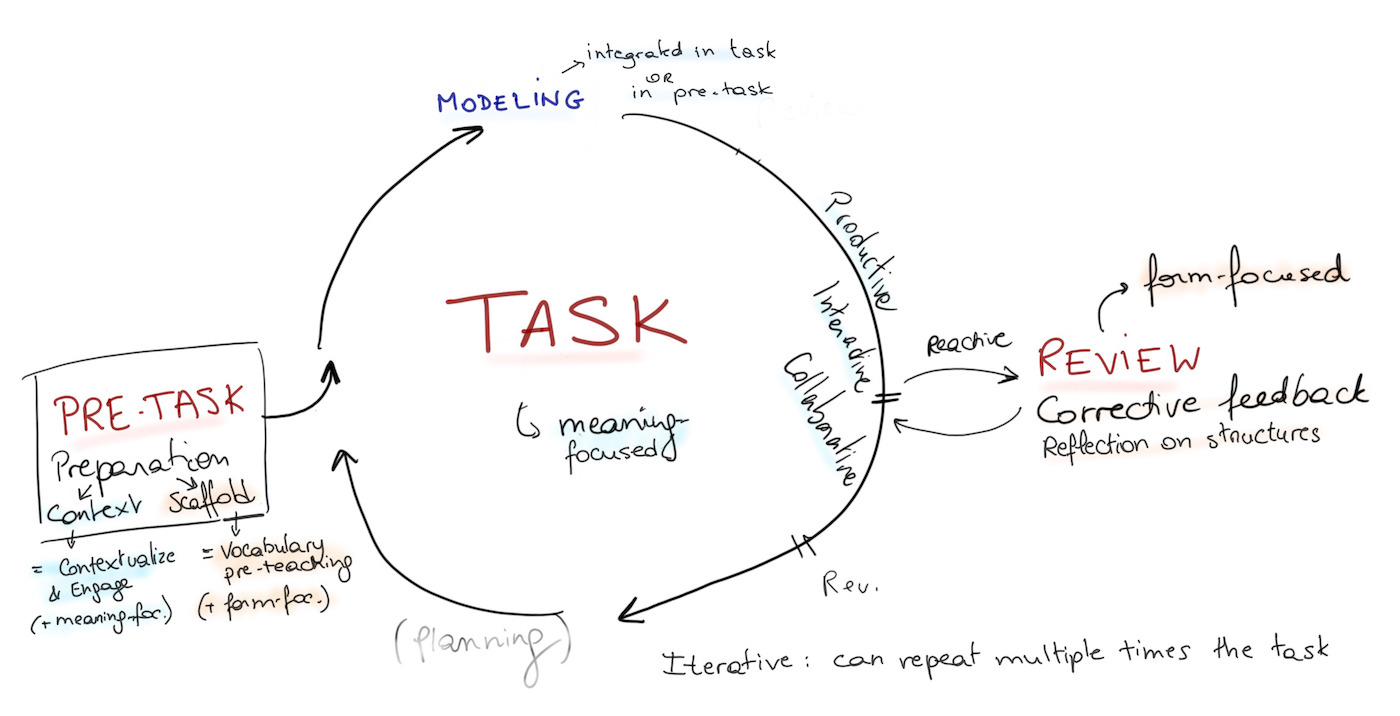 integrated in task
OR
in pre-task
MODELING
Productive
Interactive
Collaborative
TASK
meaning-
focused
Reactive
form-focused
REVIEW
Corrective feedback
Reflection on structures
PRE-TASK
Preparation
Context
Scaffold
= Contextualize
& Engage
(+ meaning-foc.)
= Vocabulary
pre-teaching
(+ form-foc.)
Rev.
(Planning)
Iterative: can repeat multiple times the task